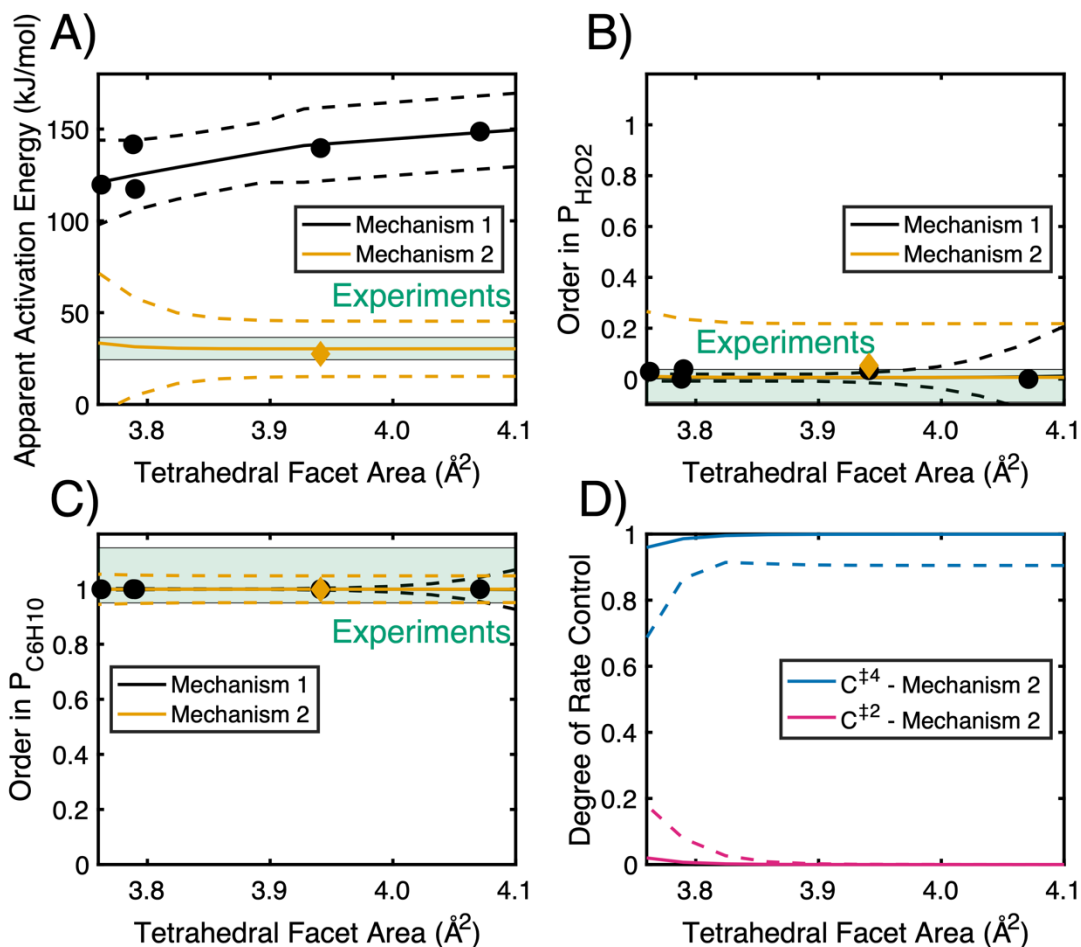 A)
Apparent Activation Energy (kJ/mol)
150
100
50
0
Mechanism 1
Mechanism 2
Experiments
3.8
3.9
4.0
4.1
Tetrahedral Facet Area (Å²)
B)
Order in P_H2O2
1
0.8
0.6
0.4
0.2
0
Mechanism 1
Mechanism 2
Experiments
3.8
3.9
4.0
4.1
Tetrahedral Facet Area (Å²)
C)
Order in P_C6H10
1
0.8
0.6
0.4
0.2
0
Experiments
Mechanism 1
Mechanism 2
3.8
3.9
4.0
4.1
Tetrahedral Facet Area (Å²)
D)
Degree of Rate Control
1
0.8
0.6
0.4
0.2
0
C‡4 - Mechanism 2
C‡2 - Mechanism 2
3.8
3.9
4.0
4.1
Tetrahedral Facet Area (Å²)